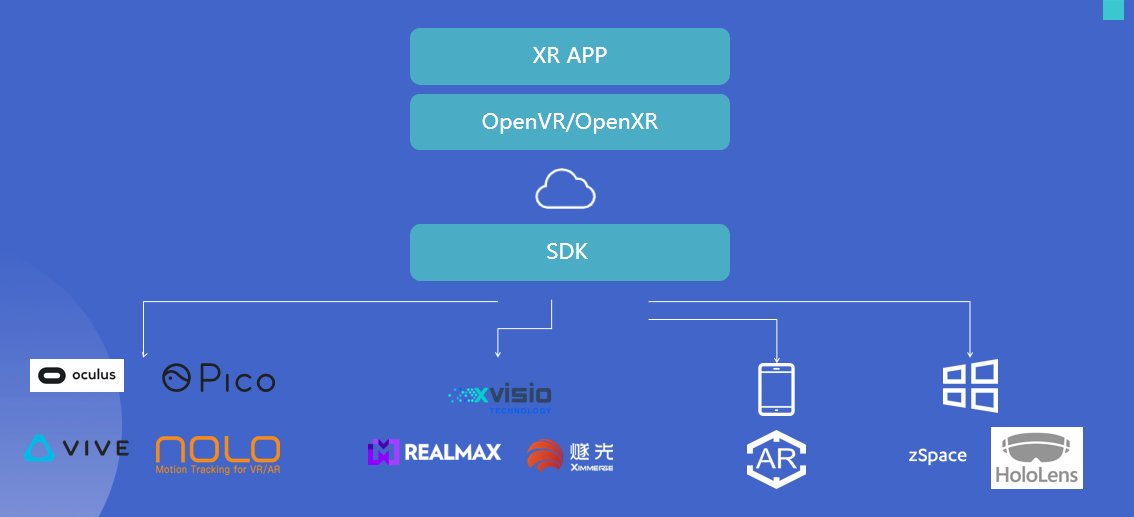 XR APP
OpenVR/OpenXR
SDK
oculus
Pico
VIVE
nolo
Motion Tracking for VR/AR
xvisio
TECHNOLOGY
REALMAX
燧光
XIMMERSE
AR
zSpace
HoloLens